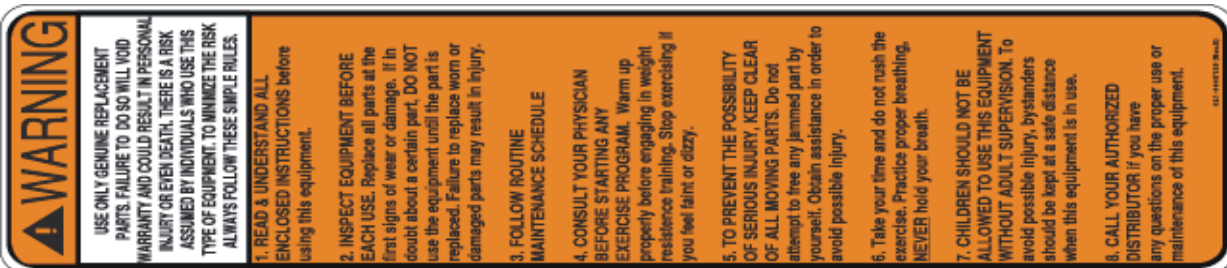 WARNING
USE ONLY GENUINE REPLACEMENT
PARTS. FAILURE TO DO SO WILL VOID
WARRANTY AND COULD RESULT IN PERSONAL
INJURY OR EVEN DEATH. THERE IS A RISK
ASSUMED BY INDIVIDUALS WHO USE THIS
TYPE OF EQUIPMENT. TO MINIMIZE THE RISK
ALWAYS FOLLOW THESE SIMPLE RULES.
1. READ & UNDERSTAND ALL
ENCLOSED INSTRUCTIONS before
using this equipment.
2. INSPECT EQUIPMENT BEFORE
EACH USE. Replace all parts at the
first signs of wear or damage. If in
doubt about a certain part, DO NOT
use the equipment until the part is
replaced. Failure to replace worn or
damaged parts may result in injury.
3. FOLLOW ROUTINE
MAINTENANCE SCHEDULE
4. CONSULT YOUR PHYSICIAN
BEFORE STARTING ANY
EXERCISE PROGRAM. Warm up
properly before engaging in weight
resistence training. Stop exercising if
you feel faint or dizzy.
5. TO PREVENT THE POSSIBILITY
OF SERIOUS INJURY, KEEP CLEAR
OF ALL MOVING PARTS. Do not
attempt to free any jammed part by
yourself. Obtain assistance in order to
avoid possible injury.
6. Take your time and do not rush the
exercise. Practice proper breathing,
NEVER hold your breath.
7. CHILDREN SHOULD NOT BE
ALLOWED TO USE THIS EQUIPMENT
WITHOUT ADULT SUPERVISION. To
avoid possible injury, bystanders
should be kept at a safe distance
when this equipment is in use.
8. CALL YOUR AUTHORIZED
DISTRIBUTOR if you have
any questions on the proper use or
maintenance of this equipment.